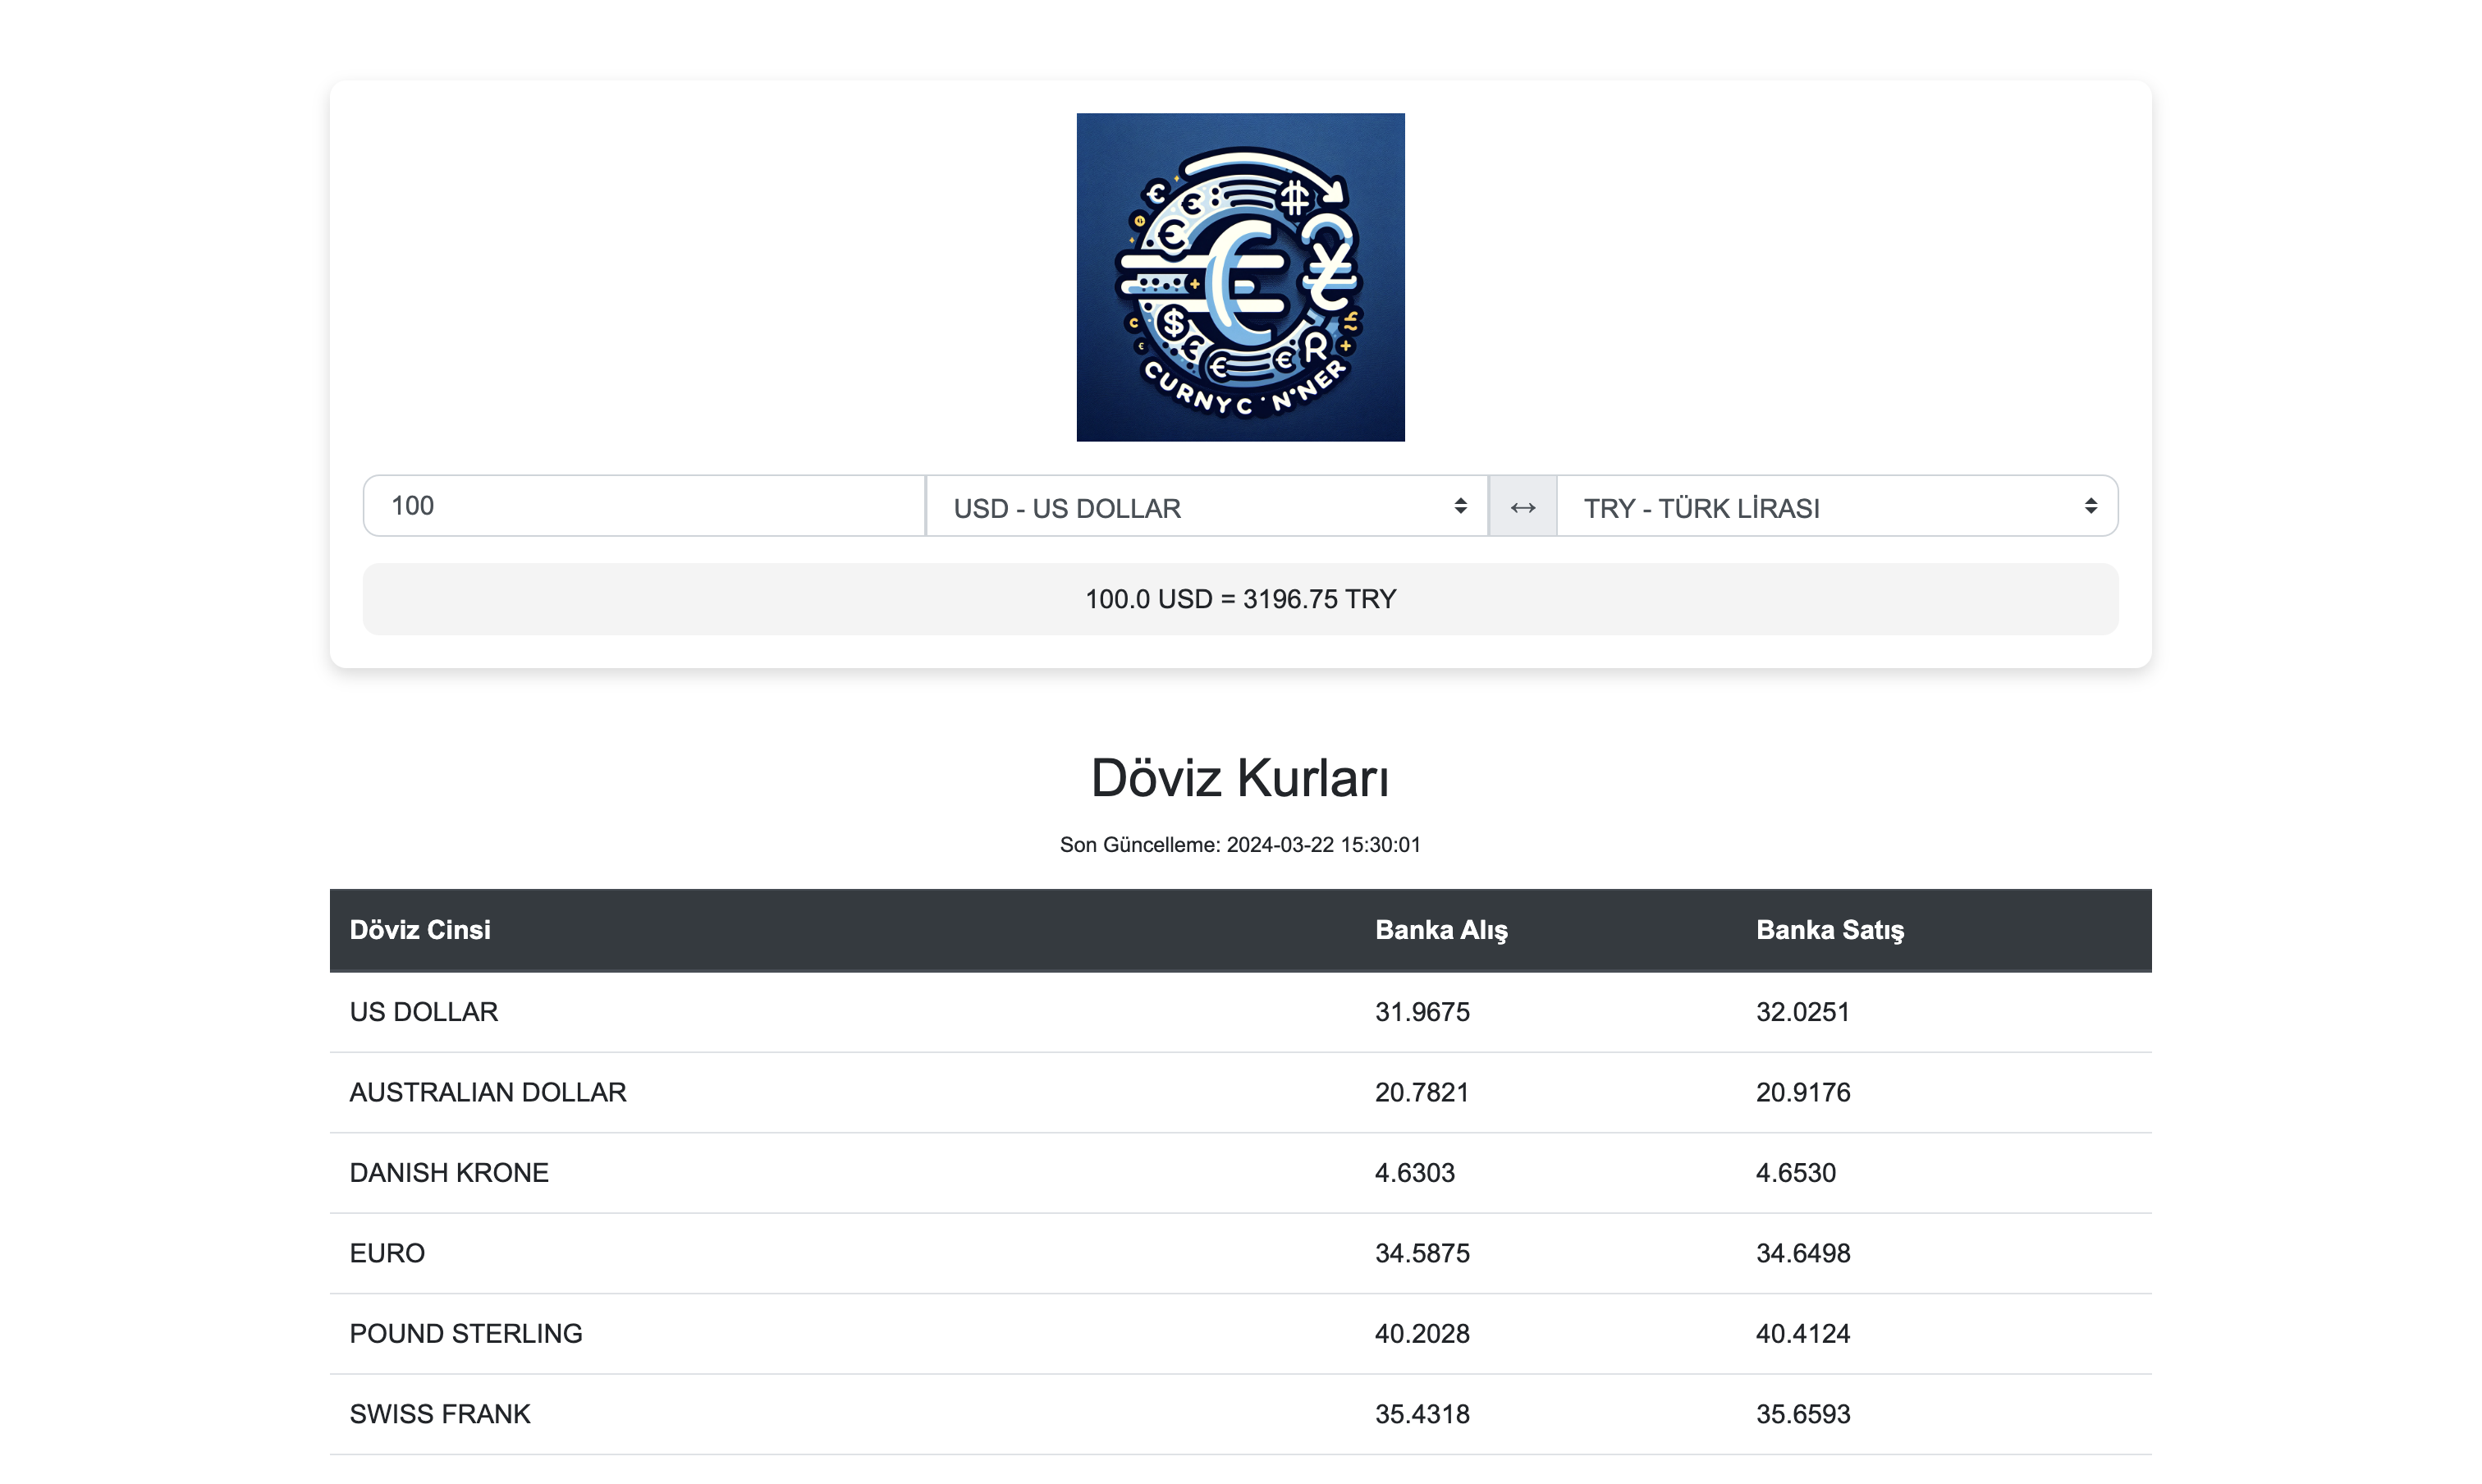 CURNYC N'NER
100
USD - US DOLLAR
↔
TRY - TÜRK LİRASI
100.0 USD = 3196.75 TRY
Döviz Kurları
Son Güncelleme: 2024-03-22 15:30:01
Döviz Cinsi Banka Alış Banka Satış
US DOLLAR 31.9675 32.0251
AUSTRALIAN DOLLAR 20.7821 20.9176
DANISH KRONE 4.6303 4.6530
EURO 34.5875 34.6498
POUND STERLING 40.2028 40.4124
SWISS FRANK 35.4318 35.6593